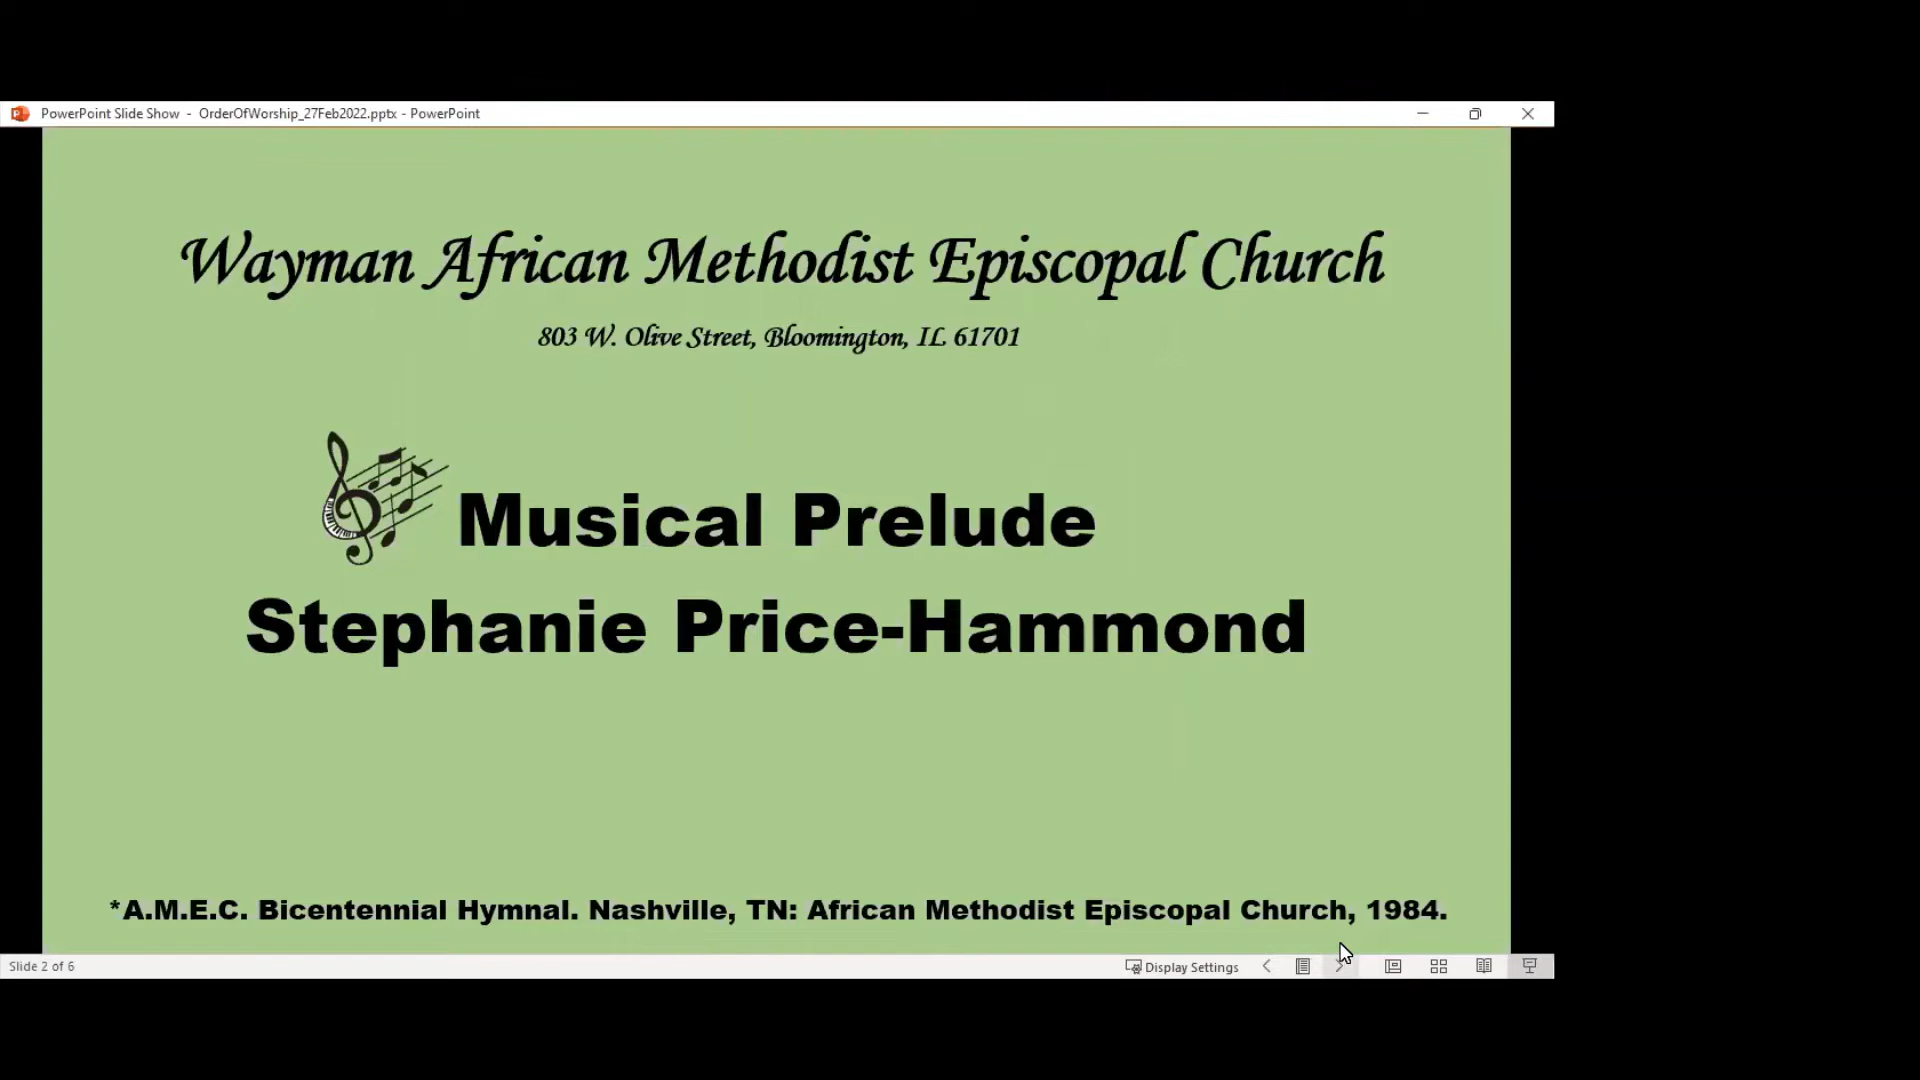 PowerPoint Slide Show - OrderOfWorship_27Feb2022.pptx - PowerPoint
Wayman African Methodist Episcopal Church
803 W. Olive Street, Bloomington, IL 61701
Musical Prelude
Stephanie Price-Hammond
*A.M.E.C. Bicentennial Hymnal. Nashville, TN: African Methodist Episcopal Church, 1984.
Slide 2 of 6
Display Settings